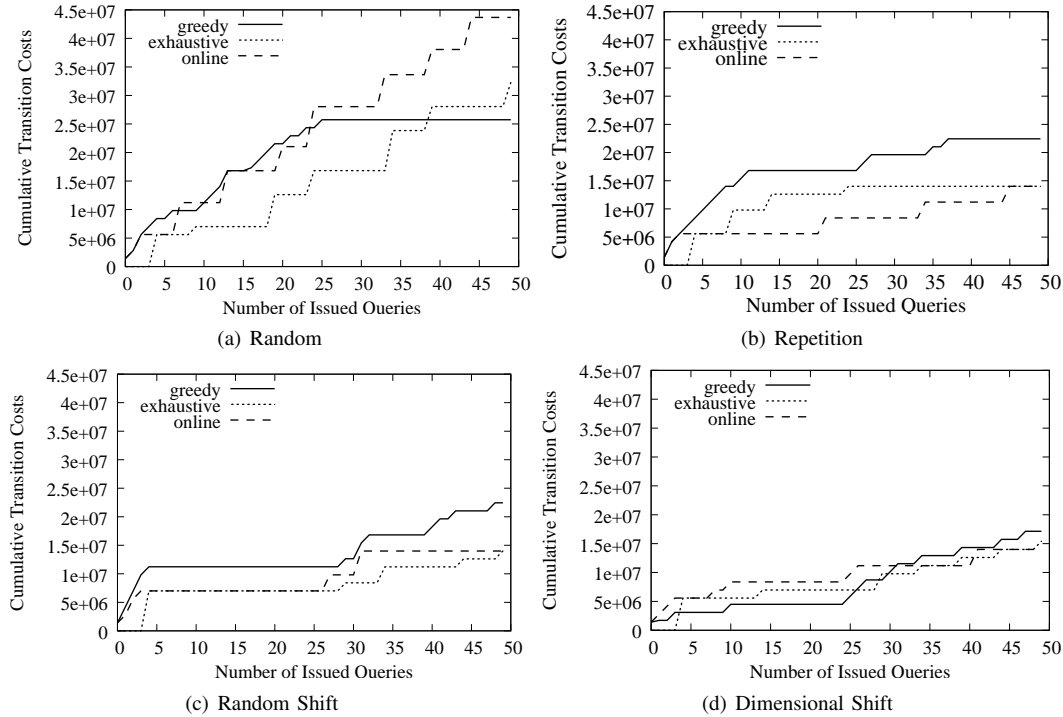 4.5e+07
4e+07
3.5e+07
3e+07
2.5e+07
2e+07
1.5e+07
1e+07
5e+06
0
Cumulative Transition Costs
greedy
exhaustive
online
0 5 10 15 20 25 30 35 40 45 50
Number of Issued Oueries
(a) Random
4.5e+07
4e+07
3.5e+07
3e+07
2.5e+07
2e+07
1.5e+07
1e+07
5e+06
0
Cumulative Transition Costs
greedy
exhaustive
online
0 5 10 15 20 25 30 35 40 45 50
Number of Issued Queries
(b) Repetition
4.5e+07
4e+07
3.5e+07
3e+07
2.5e+07
2e+07
1.5e+07
1e+07
5e+06
0
Cumulative Transition Costs
greedy
exhaustive
online
0 5 10 15 20 25 30 35 40 45 50
Number of Issued Oueries
(c) Random Shift
4.5e+07
4e+07
3.5e+07
3e+07
2.5e+07
2e+07
1.5e+07
1e+07
5e+06
0
Cumulative Transition Costs
greedy
exhaustive
online
0 5 10 15 20 25 30 35 40 45 50
Number of Issued Oueries
(d) Dimensional Shift